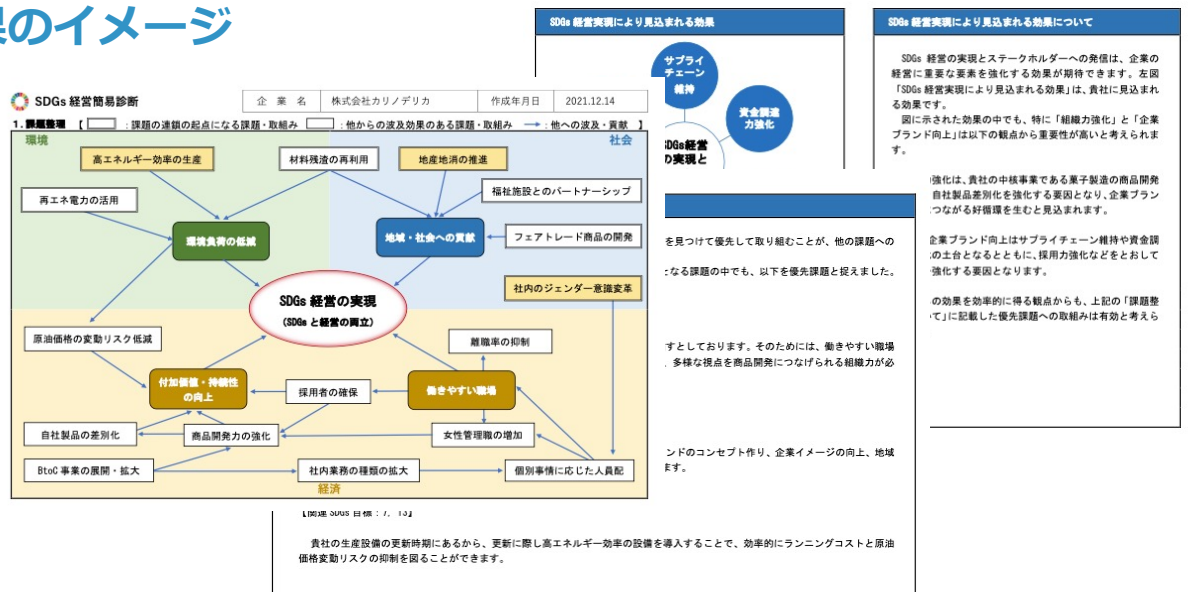 果のイメージ
SDGs 経営簡易診断
企 業 名
株式会社カリノデリカ
作成年月日
2021.12.14
1.課題整理 【 :課題の連鎖の起点になる課題・取組み :他からの波及効果のある課題・取組み → :他への波及・貢献 】
環境
社会
高エネルギー効率の生産
材料残渣の再利用
地産地消の推進
再エネ電力の活用
福祉施設とのパートナーシップ
環境負荷の低減
地域・社会への貢献
フェアトレード商品の開発
社内のジェンダー意識変革
SDGs 経営の実現
(SDGs と経営の両立)
原油価格の変動リスク低減
離職率の抑制
付加価値・持続性
の向上
採用者の確保
働きやすい職場
自社製品の差別化
商品開発力の強化
女性管理職の増加
BtoC 事業の展開・拡大
社内業務の種類の拡大
個別事情に応じた人員配
経済
SDGs 経営実現により見込まれる効果
サプライ
チェーン
維持
資金調達
力強化
SDGs経営
の実現と
SDGs 経営実現により見込まれる効果について
SDGs 経営の実現とステークホルダーへの発信は、企業の
経営に重要な要素を強化する効果が期待できます。左図
「SDGs 経営実現により見込まれる効果」は、貴社に見込まれ
る効果です。
図に示された効果の中でも、特に「組織力強化」と「企業
ブランド向上」は以下の観点から重要性が高いと考えられま
す。
強化は、貴社の中核事業である菓子製造の商品開発
自社製品差別化を強化する要因となり、企業ブラン
つながる好循環を生むと見込まれます。
企業ブランド向上はサプライチェーン維持や資金調
の土台となるとともに、採用力強化などをとおして
強化する要因となります。
の効果を効率的に得る観点からも、上記の「課題整
て」に記載した優先課題への取組みは有効と考えら
を見つけて優先して取り組むことが、他の課題への
となる課題の中でも、以下を優先課題と捉えました。
すとしております。そのためには、働きやすい職場
、多様な視点を商品開発につなげられる組織力が必
ンドのコンセプト作り、企業イメージの向上、地域
ます。
【関連 SDGs 目標：7, 13】
貴社の生産設備の更新時期にあるから、更新に際し高エネルギー効率の設備を導入することで、効率的にランニングコストと原油
価格変動リスクの抑制を図ることができます。